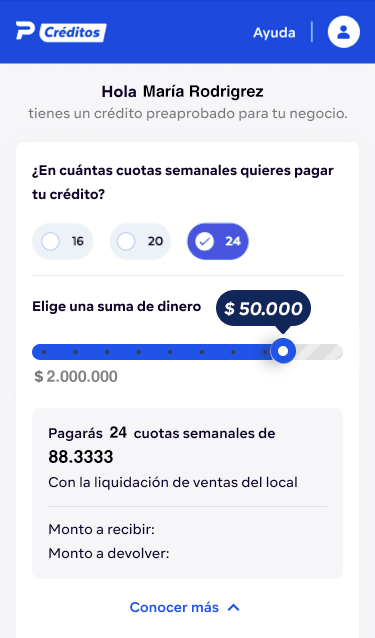 P Créditos
Ayuda
Hola María Rodrigrez
tienes un crédito preaprobado para tu negocio.
¿En cuántas cuotas semanales quieres pagar
tu crédito?
16 20 24
Elige una suma de dinero $ 50.000
$ 2.000.000
Pagarás 24 cuotas semanales de
88.3333
Con la liquidación de ventas del local
Monto a recibir:
Monto a devolver:
Conocer más